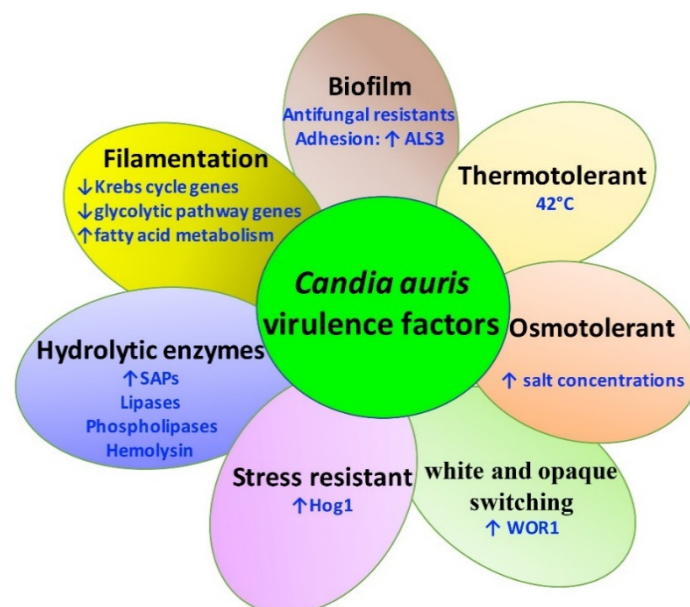 Biofilm
Antifungal resistants
Adhesion: ↑ ALS3
Filamentation
↓Krebs cycle genes
↓glycolytic pathway genes
↑fatty acid metabolism
Thermotolerant
42°C
Candia auris
virulence factors
Hydrolytic enzymes
↑SAPs
Lipases
Phospholipases
Hemolysin
Osmotolerant
↑ salt concentrations
Stress resistant
↑Hog1
white and opaque
switching
↑ WOR1